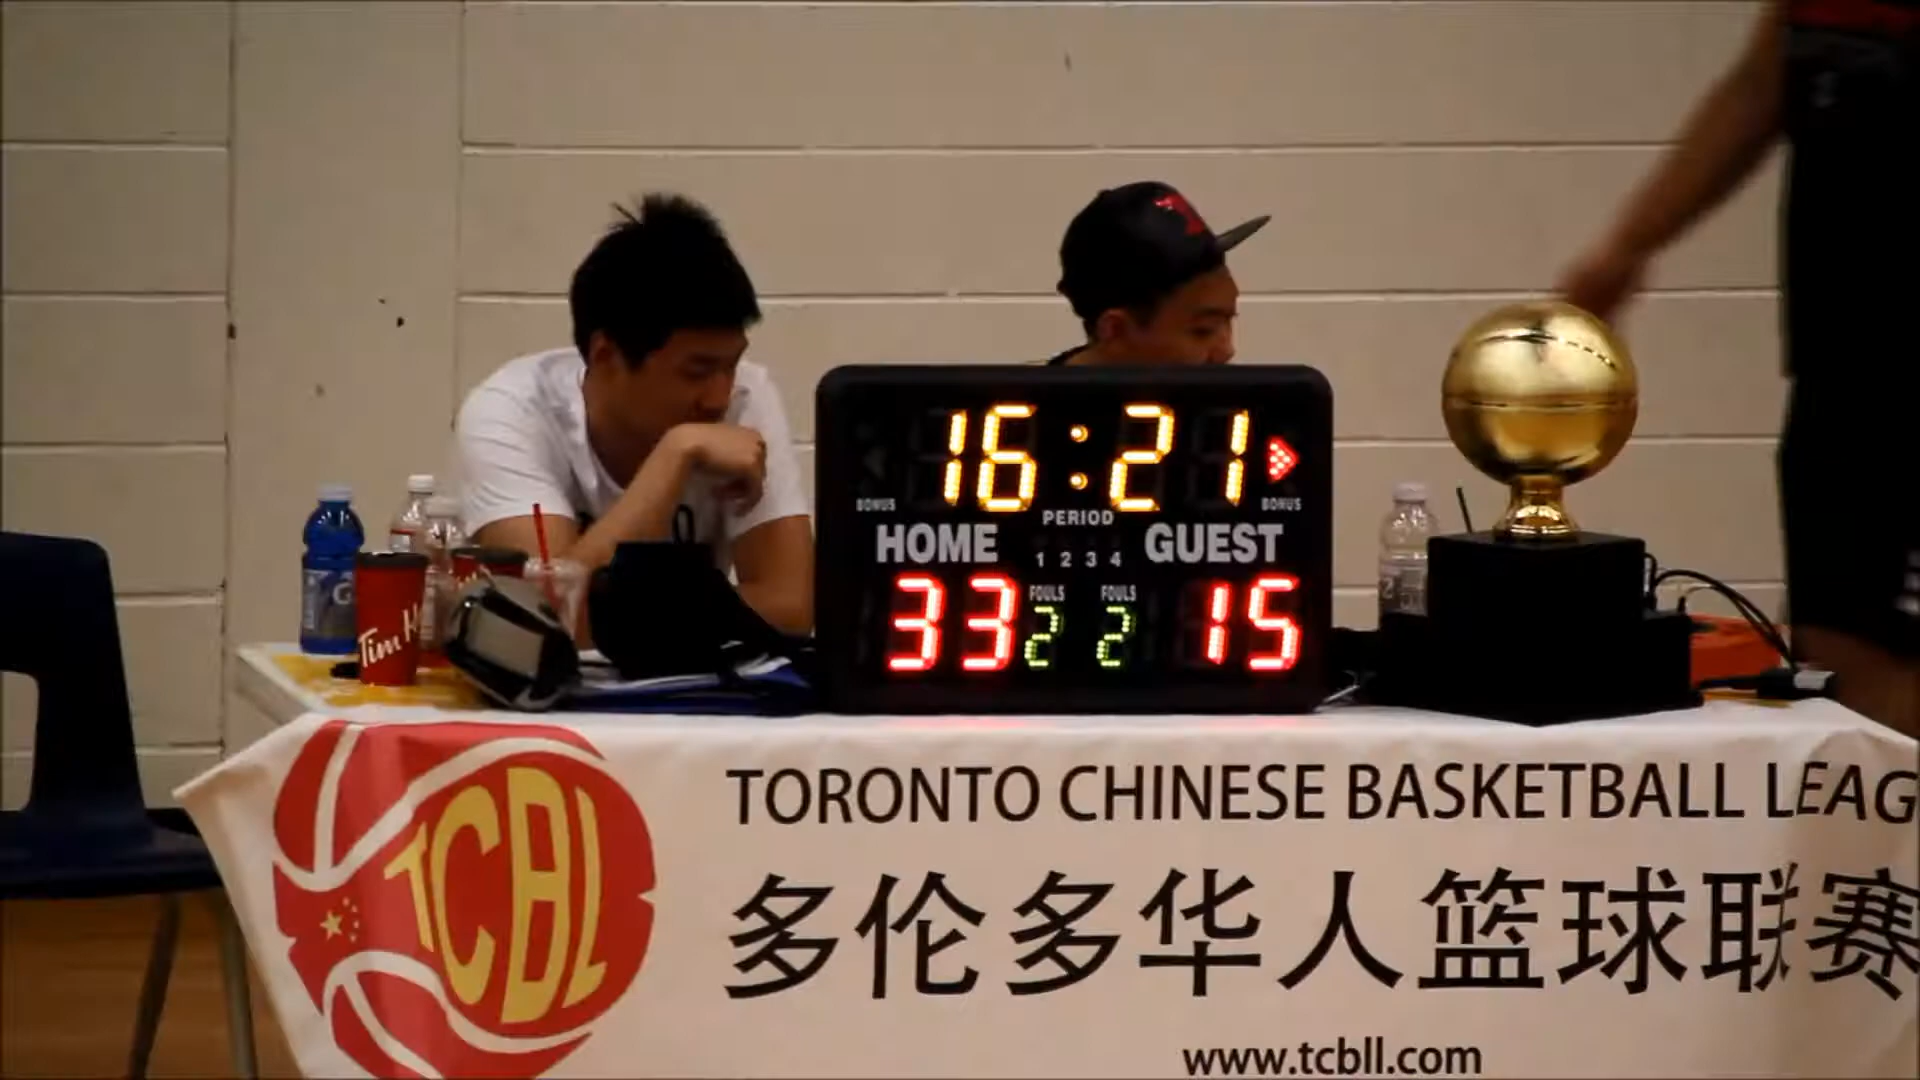 16:21
BONUS PERIOD BONUS
HOME 1 2 3 4 GUEST
FOULS FOULS
33 2 2 15
G
Tim H
TCBL
TORONTO CHINESE BASKETBALL LEAG
多伦多华人篮球联赛
www.tcbll.com